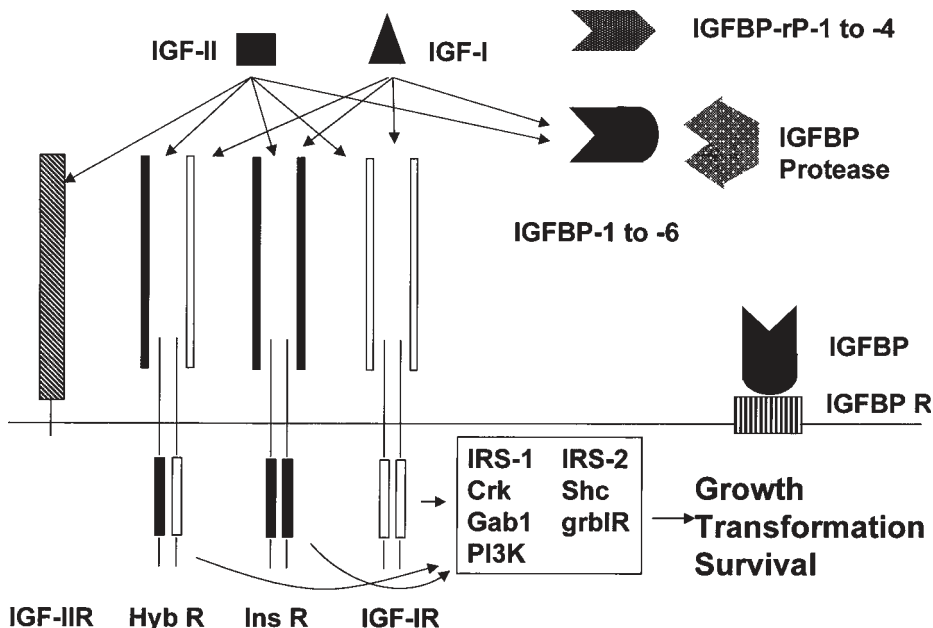 IGF-II
IGF-I
IGFBP-rP-1 to -4
IGFBP
Protease
IGFBP-1 to -6
IGFBP
IGFBP R
IRS-1 IRS-2
Crk Shc
Gab1 grbIR
PI3K
Growth
Transformation
Survival
IGF-IIR Hyb R Ins R IGF-IR